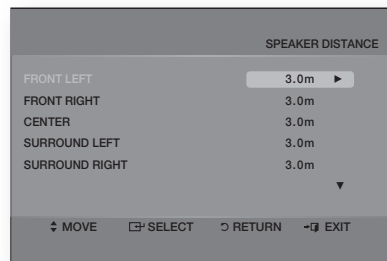 SPEAKER DISTANCE
FRONT LEFT 3.0m ►
FRONT RIGHT 3.0m
CENTER 3.0m
SURROUND LEFT 3.0m
SURROUND RIGHT 3.0m
▼
MOVE SELECT RETURN EXIT